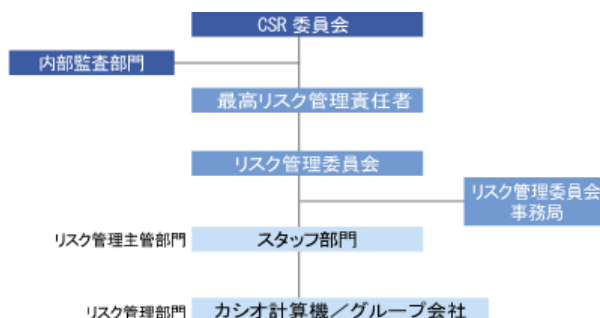 CSR 委員会
内部監査部門
最高リスク管理責任者
リスク管理委員会
リスク管理委員会
事務局
リスク管理主管部門
スタッフ部門
リスク管理部門
カシオ計算機／グループ会社